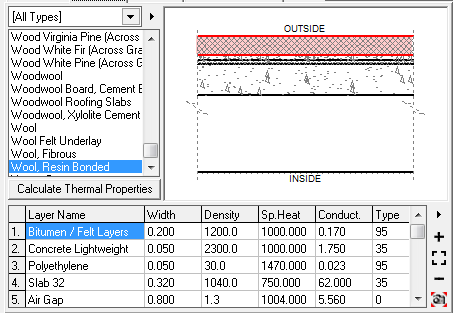 [All Types]
Wood Virginia Pine (Across
Wood White Fir (Across Gra
Wood White Pine (Across G
Woodwool
Woodwool Board, Cement B
Woodwool Roofing Slabs
Woodwool, Xylolite Cement
Wool
Wool Felt Underlay
Wool, Fibrous
Wool, Resin Bonded
Calculate Thermal Properties
OUTSIDE
INSIDE
Layer Name Width Density Sp.Heat Conduct. Type
1. Bitumen / Felt Layers 0.200 1200.0 1000.000 0.170 95
2. Concrete Lightweight 0.050 2300.0 1000.000 1.750 35
3. Polyethylene 0.050 30.0 1470.000 0.023 95
4. Slab 32 0.320 1040.0 750.000 62.000 35
5. Air Gap 0.800 1.3 1004.000 5.560 0